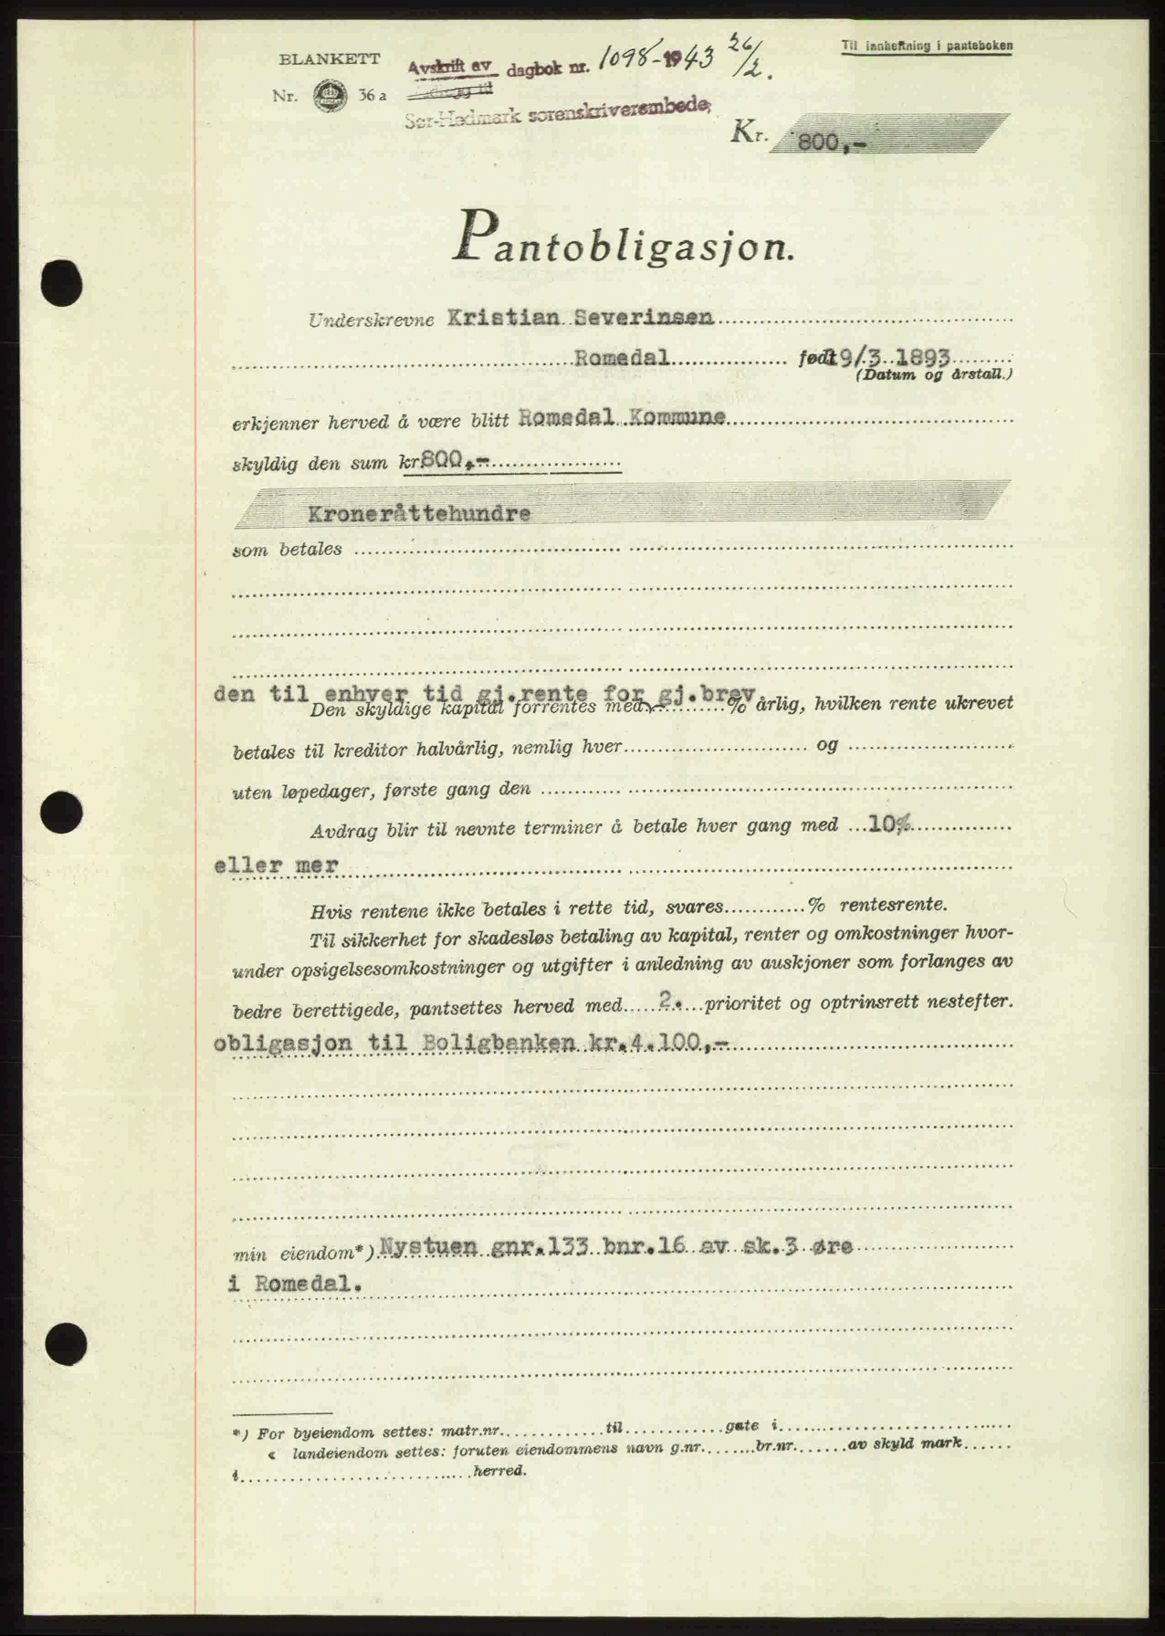 Til innheftning i panteboken
BLANKETT
Nr. 36 a
Avskrift av dagbok nr. 1098-1943 26/2.
Sør-Hedmark sorenskriverembede,
Kr. 800,-
Pantobligasjon.
Underskrevne Kristian Severinsen
Romedal født 9/3 1893
(Datum og årstall.)
erkjenner herved å være blitt Romedal Kommune
skyldig den sum kr 800,-
Kroneråttehundre
som betales
den til enhver tid gj.rente for gj.brev
Den skyldige kapital forrentes med % årlig, hvilken rente ukrevet
betales til kreditor halvårlig, nemlig hver og
uten løpedager, første gang den
Avdrag blir til nevnte terminer å betale hver gang med 10%
eller mer
Hvis rentene ikke betales i rette tid, svares % rentesrente.
Til sikkerhet for skadesløs betaling av kapital, renter og omkostninger hvor-
under opsigelsesomkostninger og utgifter i anledning av auskjoner som forlanges av
bedre berettigede, pantsettes herved med 2. prioritet og optrinsrett nestefter.
obligasjon til Boligbanken kr.4.100,-
min eiendom*) Nystuen gnr.133 bnr.16 av sk.3 øre
i Romedal.
*) For byeiendom settes: matr.nr. til gate i
« landeiendom settes: foruten eiendommens navn g.nr. br.nr. av skyld mark
i herred.